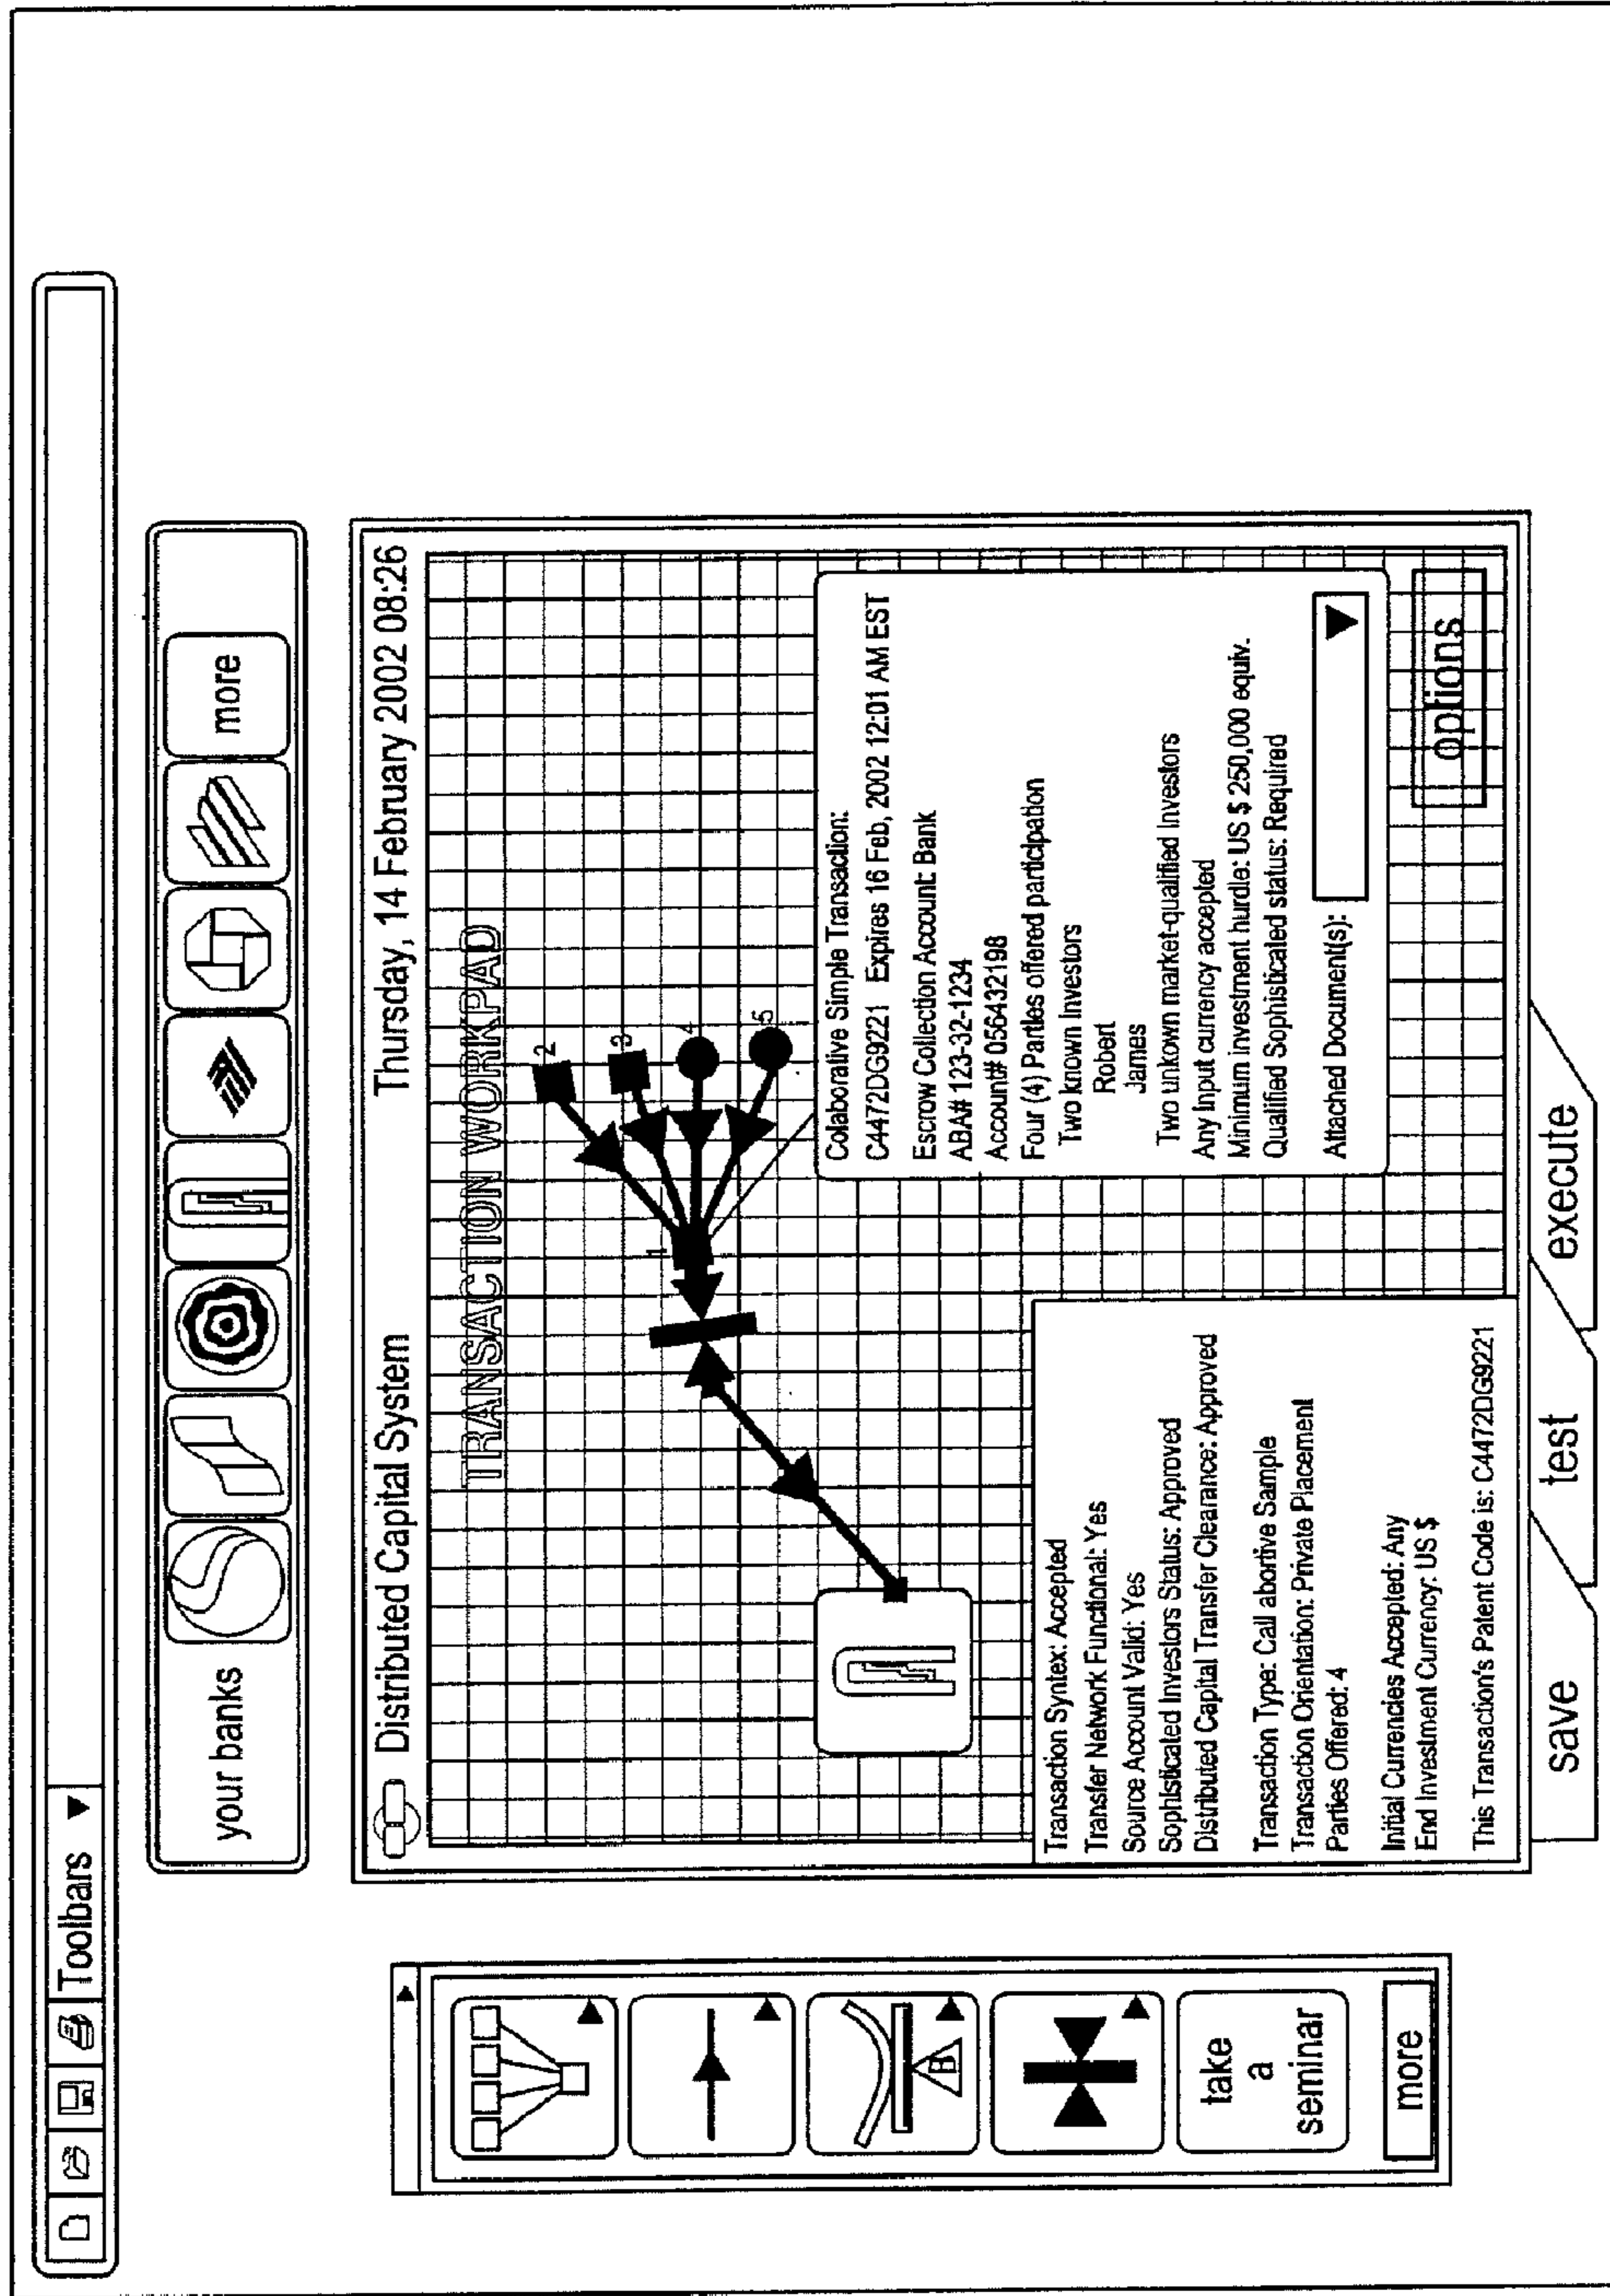 Toolbars
your banks
more
Distributed Capital System
Thursday, 14 February 2002 08:26
TRANSACTION WORKPAD
1
2
3
4
5
Colaborative Simple Transaction:
C4472DG9221 Expires 16 Feb, 2002 12:01 AM EST
Escrow Collection Account: Bank
ABA# 123-32-1234
Account# 0564432198
Four (4) Parties offered participation
Two known Investors
Robert
James
Two unkown market-qualified Investors
Any Input currency accepted
Minimum investment hurdle: US $ 250,000 equiv.
Qualified Sophisticaled status: Required
Attached Document(s):
options
Transaction Syntex: Accepted
Transfer Network Functional: Yes
Source Account Valid: Yes
Sophisticated Investors Status: Approved
Distributed Capital Transfer Clearance: Approved
Transaction Type: Call abortive Sample
Transaction Orientation: Private Placement
Parties Offered: 4
Initial Currencies Accepted: Any
End Investment Currency: US $
This Transaction's Patent Code is: C4472DG9221
B
take
a
seminar
more
save
test
execute